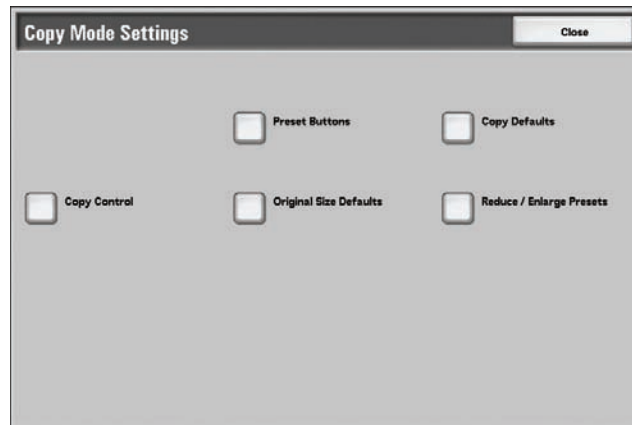 Copy Mode Settings
Close
Preset Buttons
Copy Defaults
Copy Control
Original Size Defaults
Reduce / Enlarge Presets